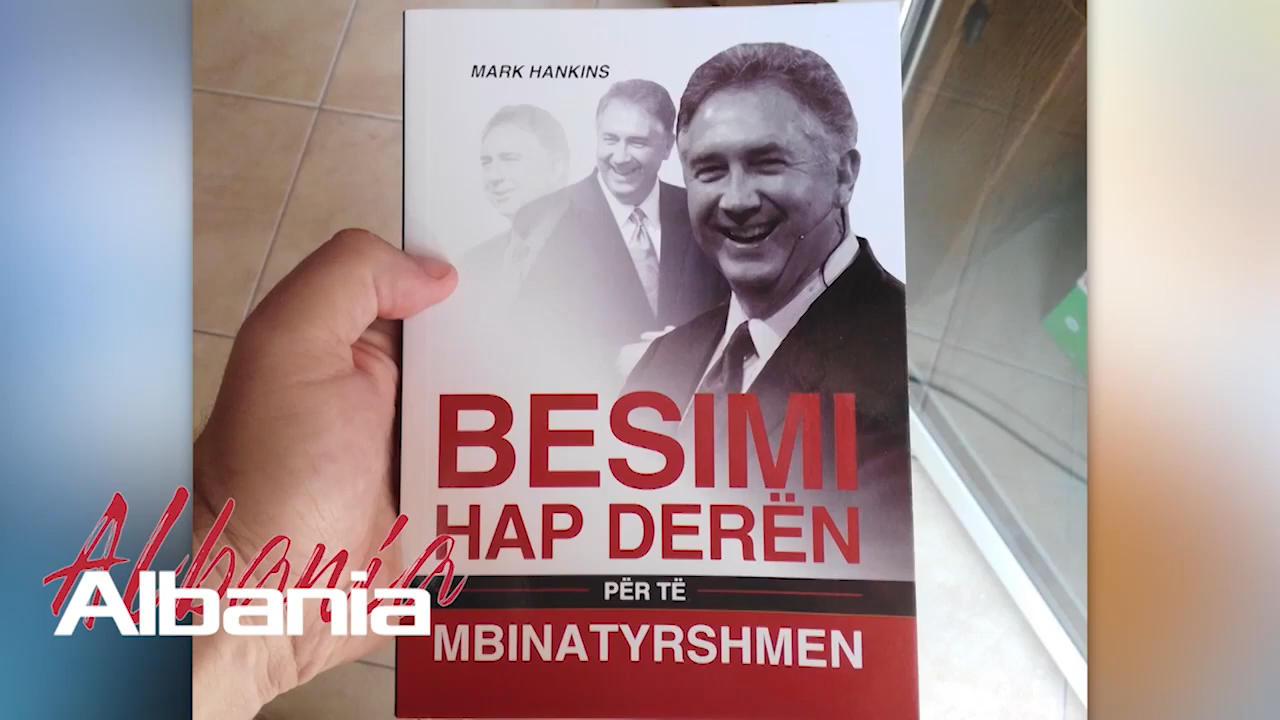 MARK HANKINS
BESIMI
HAP DERËN
PËR TË
MBINATYRSHMEN
Albania
Albania